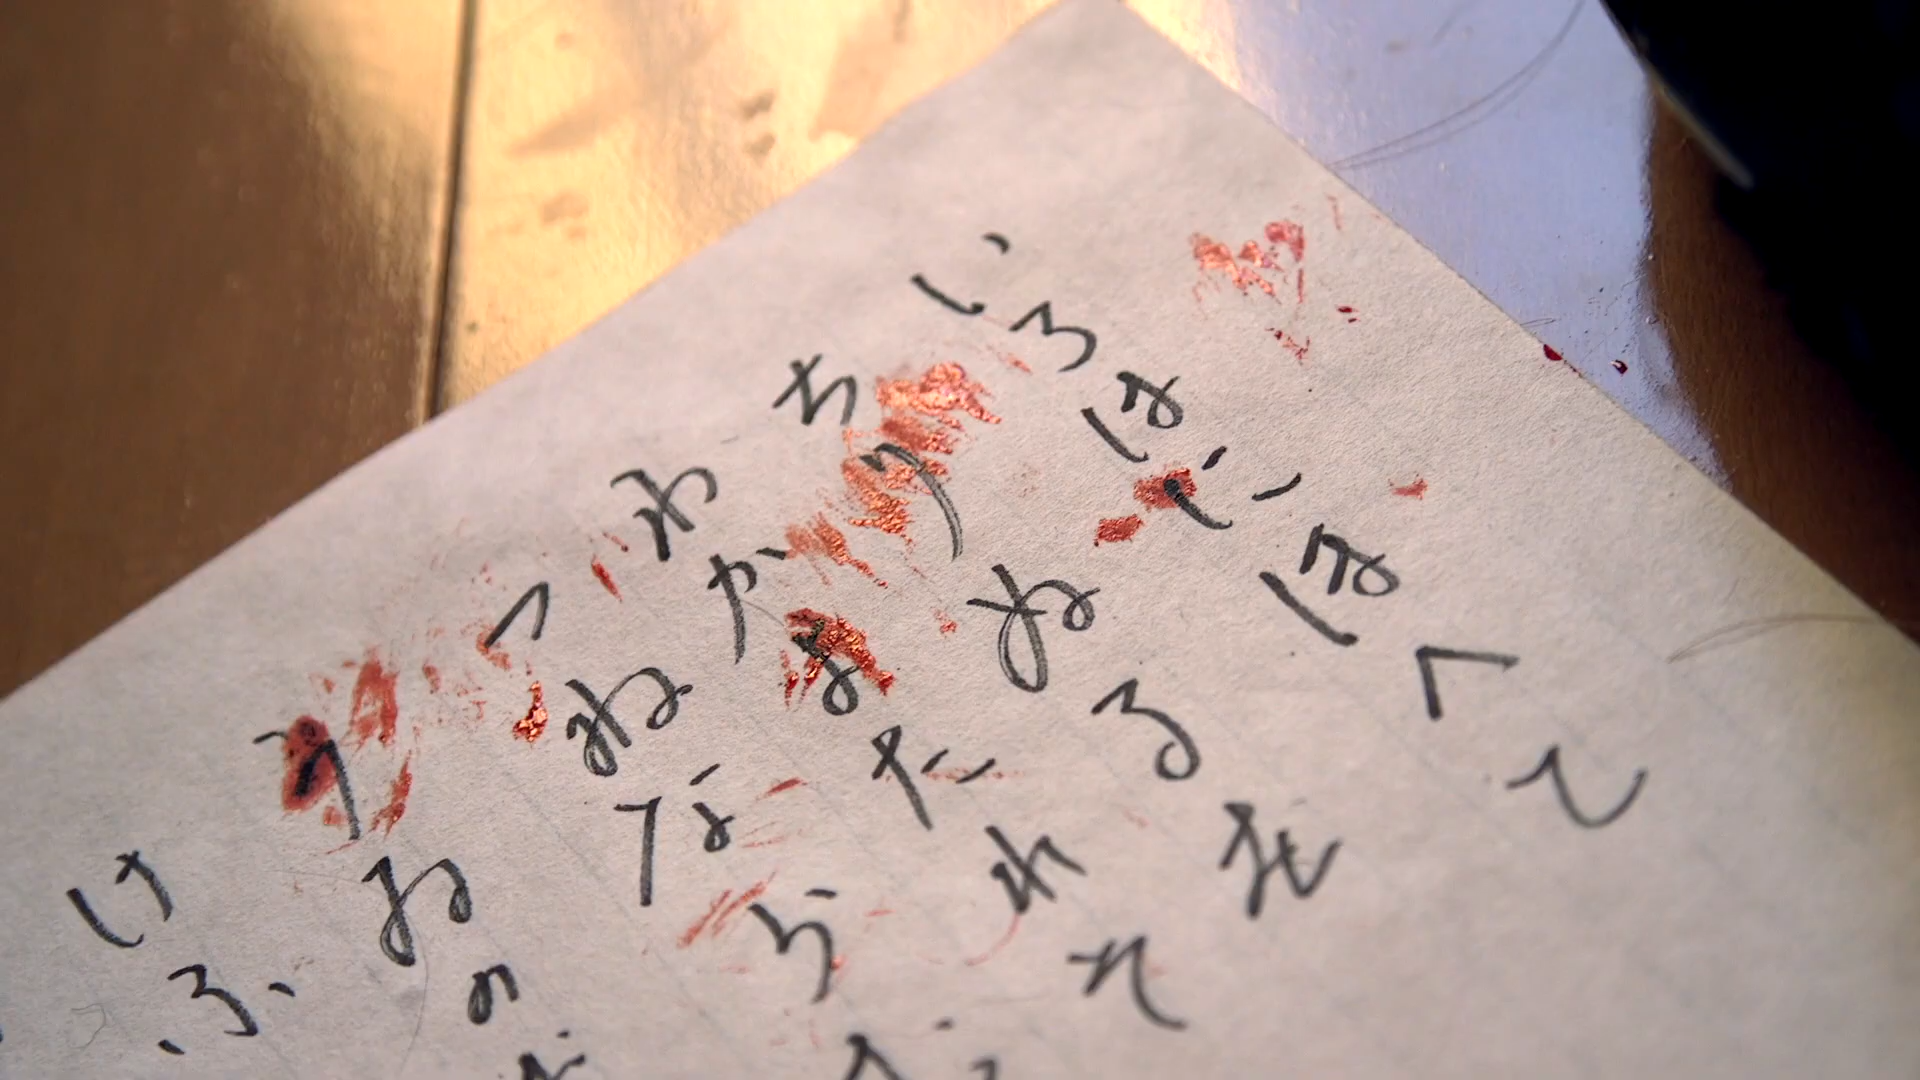 いろはにほへと
ちりぬるを
わかよたれそ
つねなら
うゐの
けふ